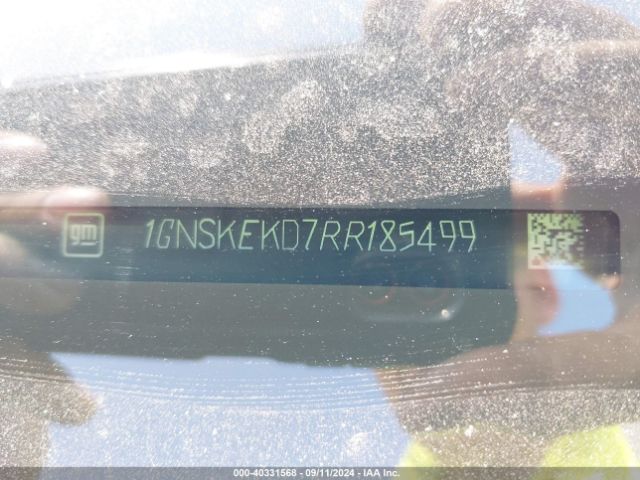 gm 1GNSKEKD7RR185499
000-40331568 - 09/11/2024 - IAA Inc.